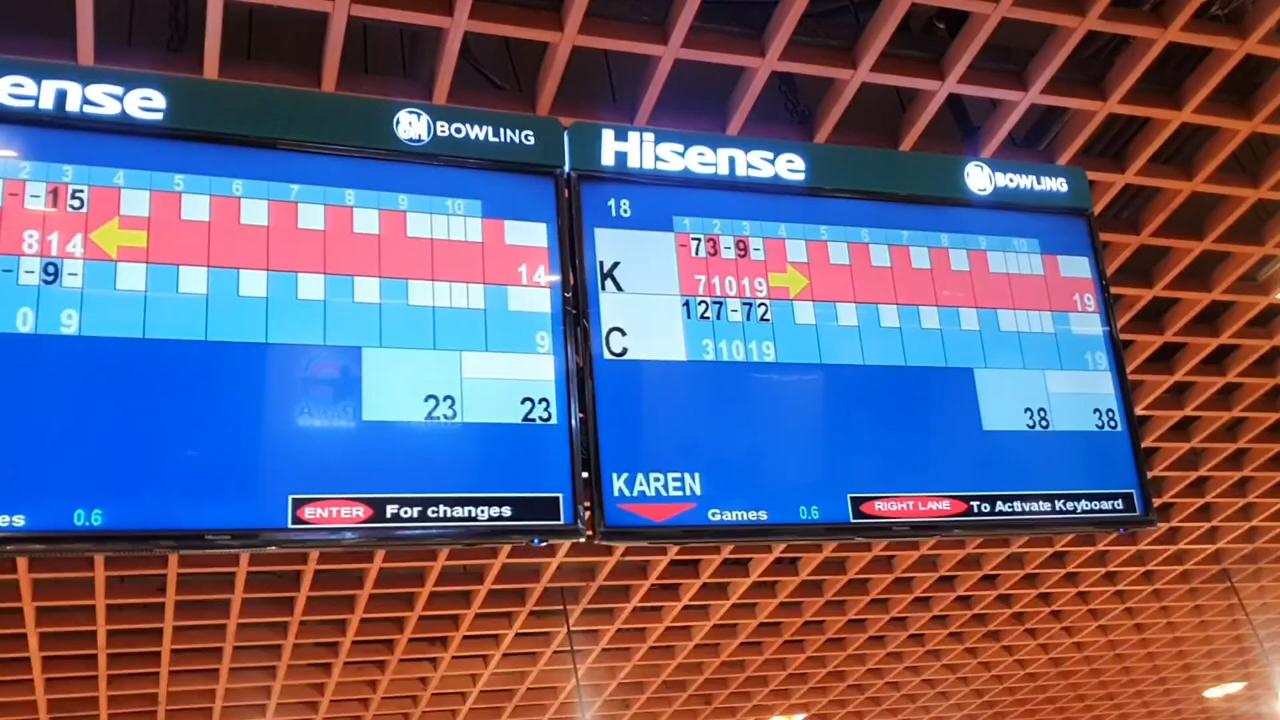 ense
SM BOWLING
2 3 4 5 6 7 8 9 10
- - 1 5
8 14
14
- - 9 -
0 9
9
23 23
es 0.6
ENTER For changes
Hisense
SM BOWLING
18
1 2 3 4 5 6 7 8 9 10
K
- 7 3 - 9 -
7 10 19
19
C
1 2 7 - 7 2
3 10 19
19
38 38
KAREN
Games 0.6
RIGHT LANE To Activate Keyboard